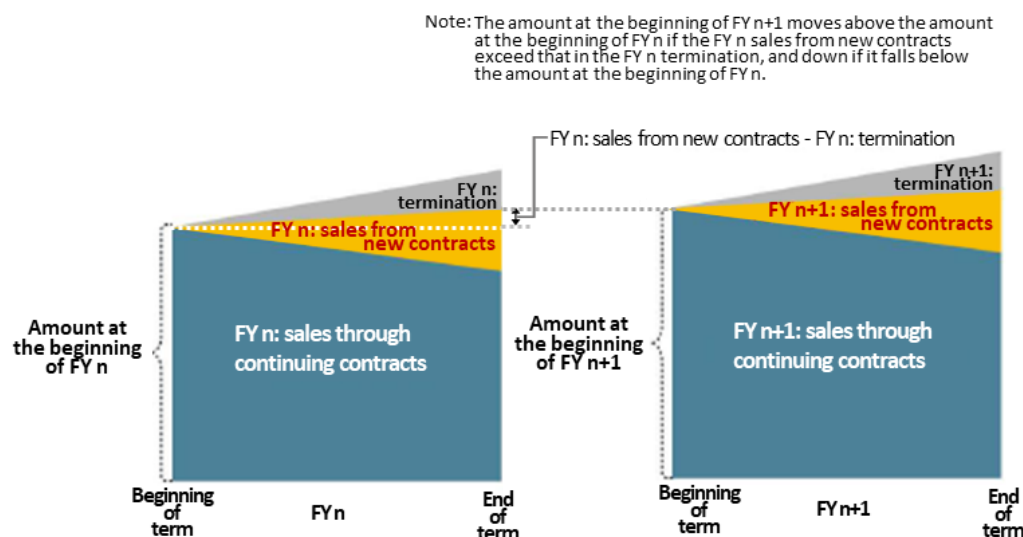 Note: The amount at the beginning of FY n+1 moves above the amount
at the beginning of FY n if the FY n sales from new contracts
exceed that in the FY n termination, and down if it falls below
the amount at the beginning of FY n.
FY n: sales from new contracts - FY n: termination
FY n:
termination
FY n: sales from
new contracts
Amount at
the beginning
of FY n
FY n: sales through
continuing contracts
Beginning
of
term
FY n
End
of
term
FY n+1:
termination
FY n+1: sales from
new contracts
Amount at
the beginning
of FY n+1
FY n+1: sales through
continuing contracts
Beginning
of
term
FY n+1
End
of
term